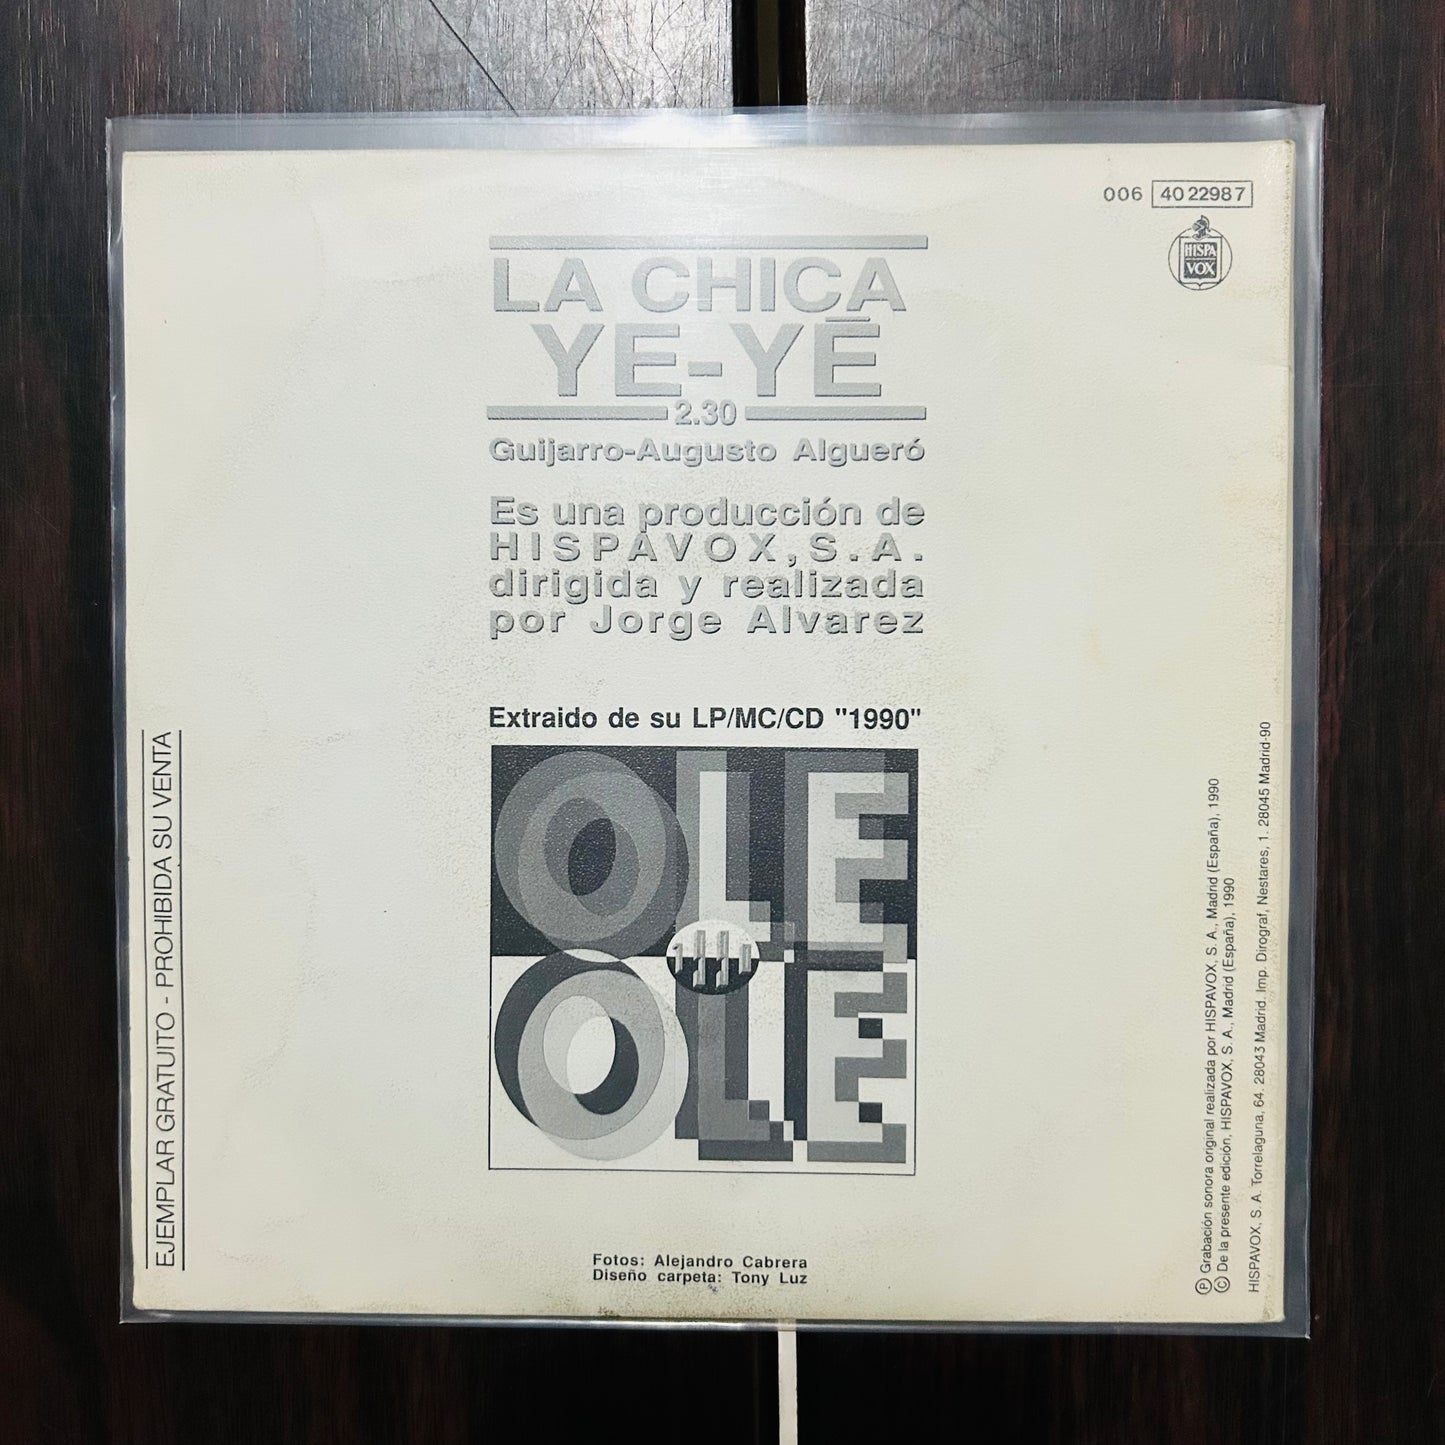 006 40 22987
HISPA
VOX
LA CHICA
YE-YÉ
2.30
Guijarro-Augusto Algueró
Es una producción de
HISPAVOX, S.A.
dirigida y realizada
por Jorge Alvarez
Extraido de su LP/MC/CD "1990"
OLE
1990
OLE
Fotos: Alejandro Cabrera
Diseño carpeta: Tony Luz
EJEMPLAR GRATUITO - PROHIBIDA SU VENTA
Ⓟ Grabación sonora original realizada por HISPAVOX, S. A., Madrid (España), 1990
Ⓒ De la presente edición, HISPAVOX, S. A., Madrid (España), 1990
HISPAVOX, S. A. Torrelaguna, 64. 28043 Madrid. Imp. Dirograf, Nestares, 1. 28045 Madrid-90